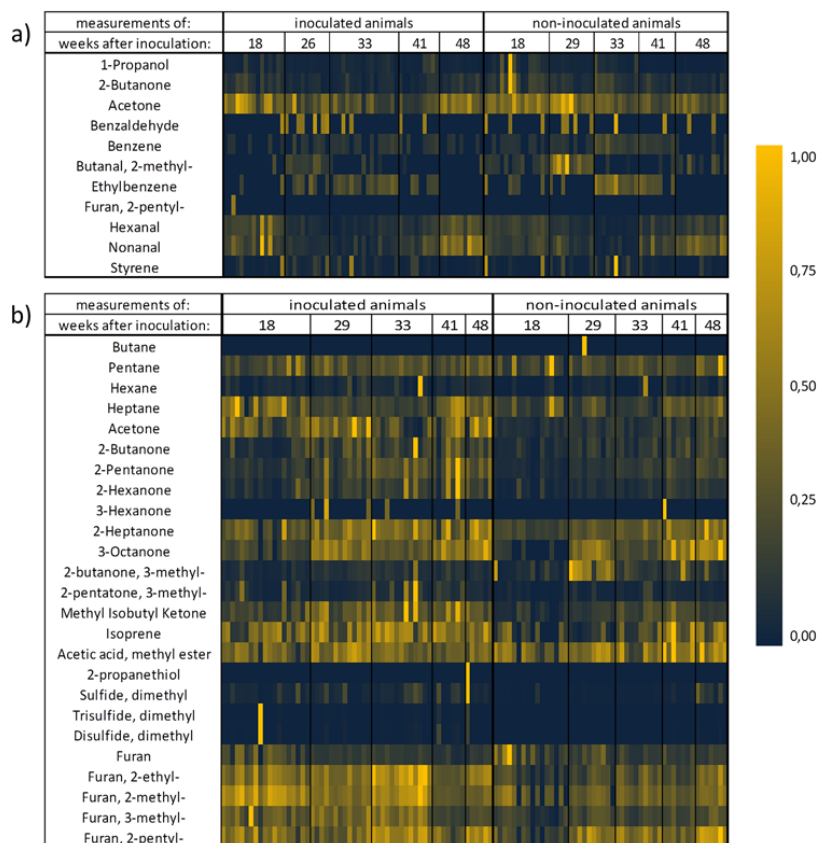 a)
measurements of: inoculated animals non-inoculated animals
weeks after inoculation: 18 26 33 41 48 18 29 33 41 48
1-Propanol
2-Butanone
Acetone
Benzaldehyde
Benzene
Butanal, 2-methyl-
Ethylbenzene
Furan, 2-pentyl-
Hexanal
Nonanal
Styrene
1,00
0,75
0,50
0,25
0,00
b)
measurements of: inoculated animals non-inoculated animals
weeks after inoculation: 18 29 33 41 48 18 29 33 41 48
Butane
Pentane
Hexane
Heptane
Acetone
2-Butanone
2-Pentanone
2-Hexanone
3-Hexanone
2-Heptanone
3-Octanone
2-butanone, 3-methyl-
2-pentatone, 3-methyl-
Methyl Isobutyl Ketone
Isoprene
Acetic acid, methyl ester
2-propanethiol
Sulfide, dimethyl
Trisulfide, dimethyl
Disulfide, dimethyl
Furan
Furan, 2-ethyl-
Furan, 2-methyl-
Furan, 3-methyl-
Furan, 2-pentyl-